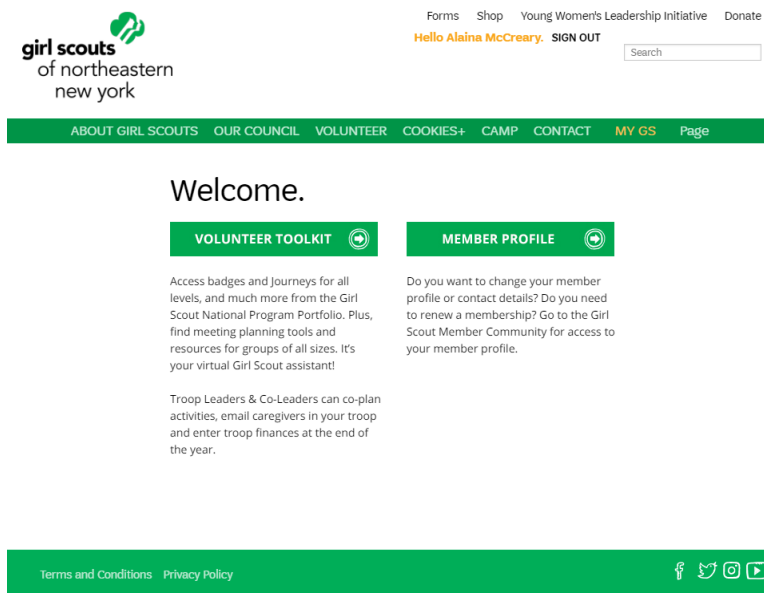 Forms Shop Young Women's Leadership Initiative Donate
Hello Alaina McCreary. SIGN OUT
Search
girl scouts
of northeastern
new york
ABOUT GIRL SCOUTS OUR COUNCIL VOLUNTEER COOKIES+ CAMP CONTACT MY GS Page
Welcome.
VOLUNTEER TOOLKIT
Access badges and Journeys for all
levels, and much more from the Girl
Scout National Program Portfolio. Plus,
find meeting planning tools and
resources for groups of all sizes. It's
your virtual Girl Scout assistant!
Troop Leaders & Co-Leaders can co-plan
activities, email caregivers in your troop
and enter troop finances at the end of
the year.
MEMBER PROFILE
Do you want to change your member
profile or contact details? Do you need
to renew a membership? Go to the Girl
Scout Member Community for access to
your member profile.
Terms and Conditions Privacy Policy